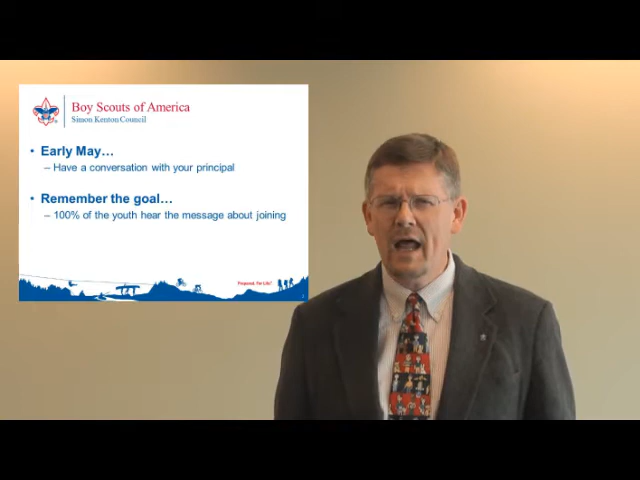 Boy Scouts of America
Simon Kenton Council
• Early May…
– Have a conversation with your principal
• Remember the goal…
– 100% of the youth hear the message about joining
Prepared. For Life.®